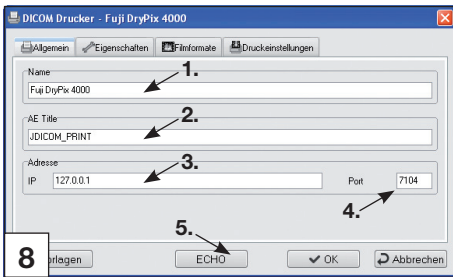 DICOM Drucker - Fuji DryPix 4000
Allgemein Eigenschaften Filmformate Druckeinstellungen
Name
1.
Fuji DryPix 4000
AE Title
2.
JDICOM_PRINT
Adresse
3.
IP 127.0.0.1 Port 7104
4.
5.
8 orlagen ECHO OK Abbrechen